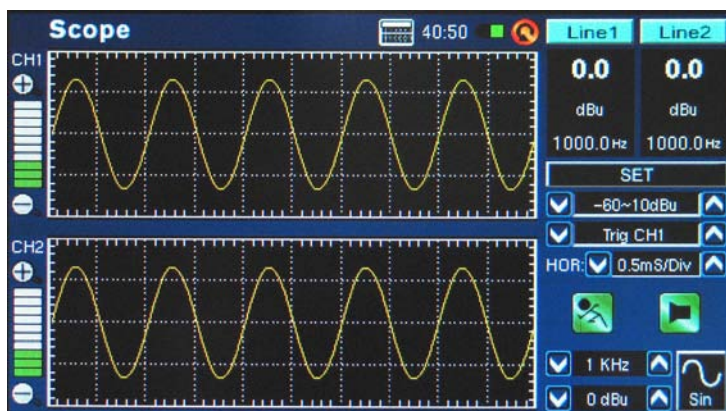 Scope
40:50
CH1
CH2
Line1 Line2
0.0 0.0
dBu dBu
1000.0Hz 1000.0Hz
SET
-60~10dBu
Trig CH1
HOR: 0.5mS/Div
1 KHz
0 dBu
Sin